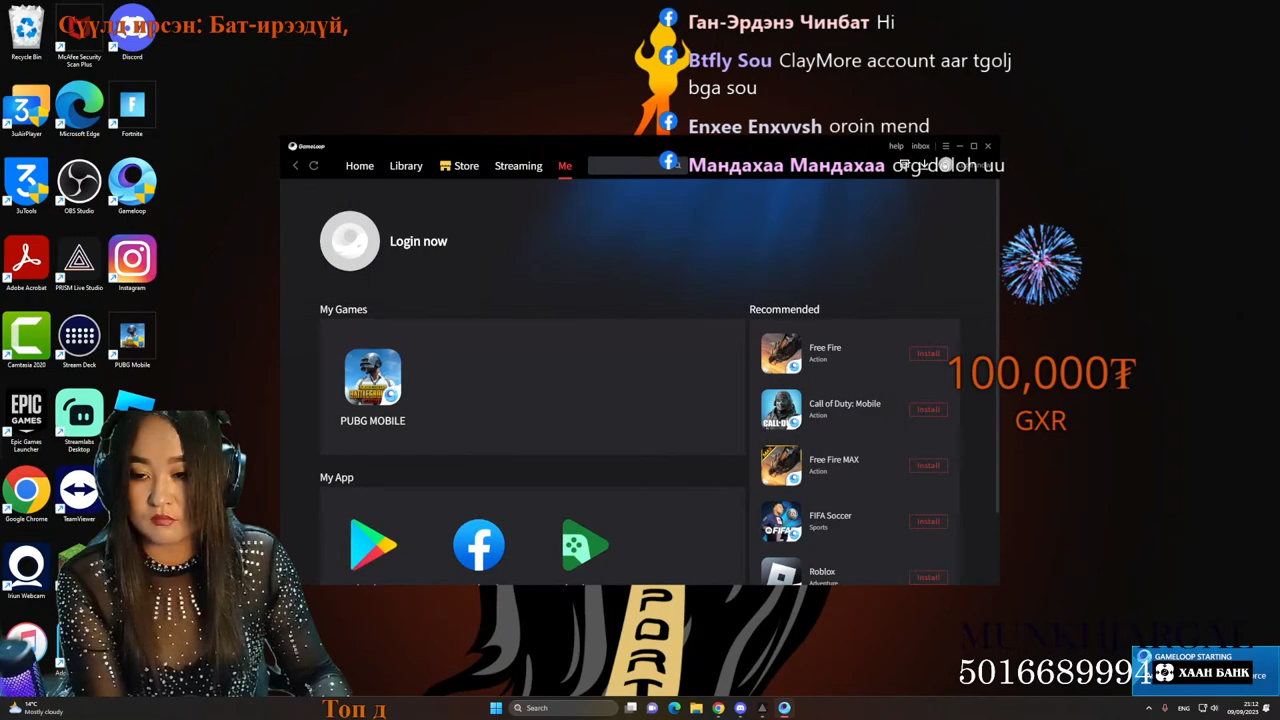 Сүүлд ирсэн: Бат-ирээдүй,
Ган-Эрдэнэ Чинбат Hi
Btfly Sou ClayMore account aar tgolj
bga sou
Enxee Enxvvsh oroin mend
Мандахаа Мандахаа
Recycle Bin
McAfee Security
Scan Plus
Discord
3uAirPlayer
Microsoft Edge
Fortnite
3uTools
OBS Studio
Gameloop
Adobe Acrobat
PRISM Live Studio
Instagram
Camtasia 2020
Stream Deck
PUBG Mobile
Epic Games
Launcher
Streamlabs
Desktop
Google Chrome
TeamViewer
Iriun Webcam
GameLoop
help
inbox
Home
Library
Store
Streaming
Me
Login now
My Games
PUBG MOBILE
My App
Recommended
Free Fire
Action
Install
Call of Duty: Mobile
Action
Install
Free Fire MAX
Action
Install
FIFA Soccer
Sports
Install
Roblox
Adventure
Install
100,000₮
GXR
PORT
MUNKHJARGAL
5016689994
GAMELOOP STARTING
ХААН БАНК
Топ д
14°C
Mostly cloudy
Search
ENG
21:12
09/09/2023